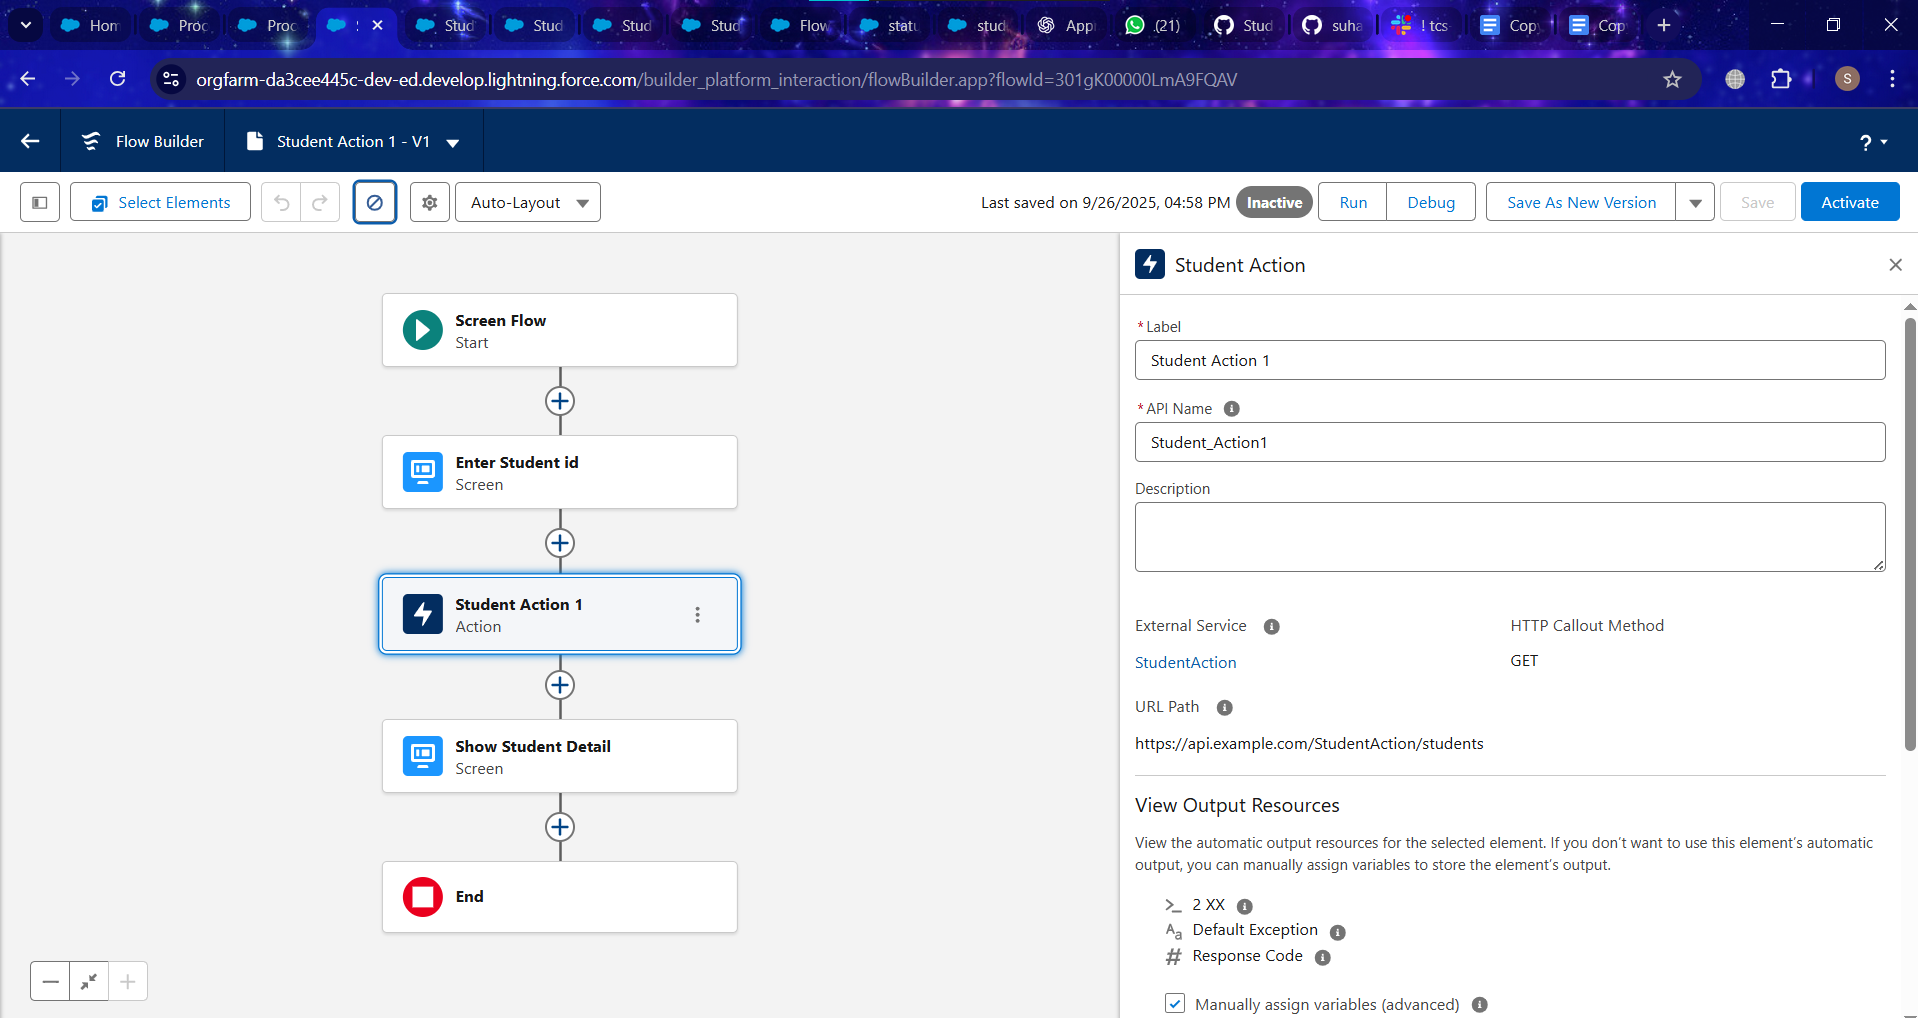 Hom
Proc
Proc
S
Stud
Stud
Stud
Stud
Flow
statu
stud
Appi
(21)
Stud
suha
! tcs-
Copy
Cop
orgfarm-da3cee445c-dev-ed.develop.lightning.force.com/builder_platform_interaction/flowBuilder.app?flowId=301gK00000LmA9FQAV
S
Flow Builder
Student Action 1 - V1
?
Select Elements
Auto-Layout
Last saved on 9/26/2025, 04:58 PM
Inactive
Run
Debug
Save As New Version
Save
Activate
Screen Flow
Start
Enter Student id
Screen
Student Action 1
Action
Show Student Detail
Screen
End
Student Action
* Label
Student Action 1
* API Name
Student_Action1
Description
External Service
HTTP Callout Method
StudentAction
GET
URL Path
https://api.example.com/StudentAction/students
View Output Resources
View the automatic output resources for the selected element. If you don’t want to use this element’s automatic
output, you can manually assign variables to store the element’s output.
2 XX
Aa Default Exception
# Response Code
Manually assign variables (advanced)